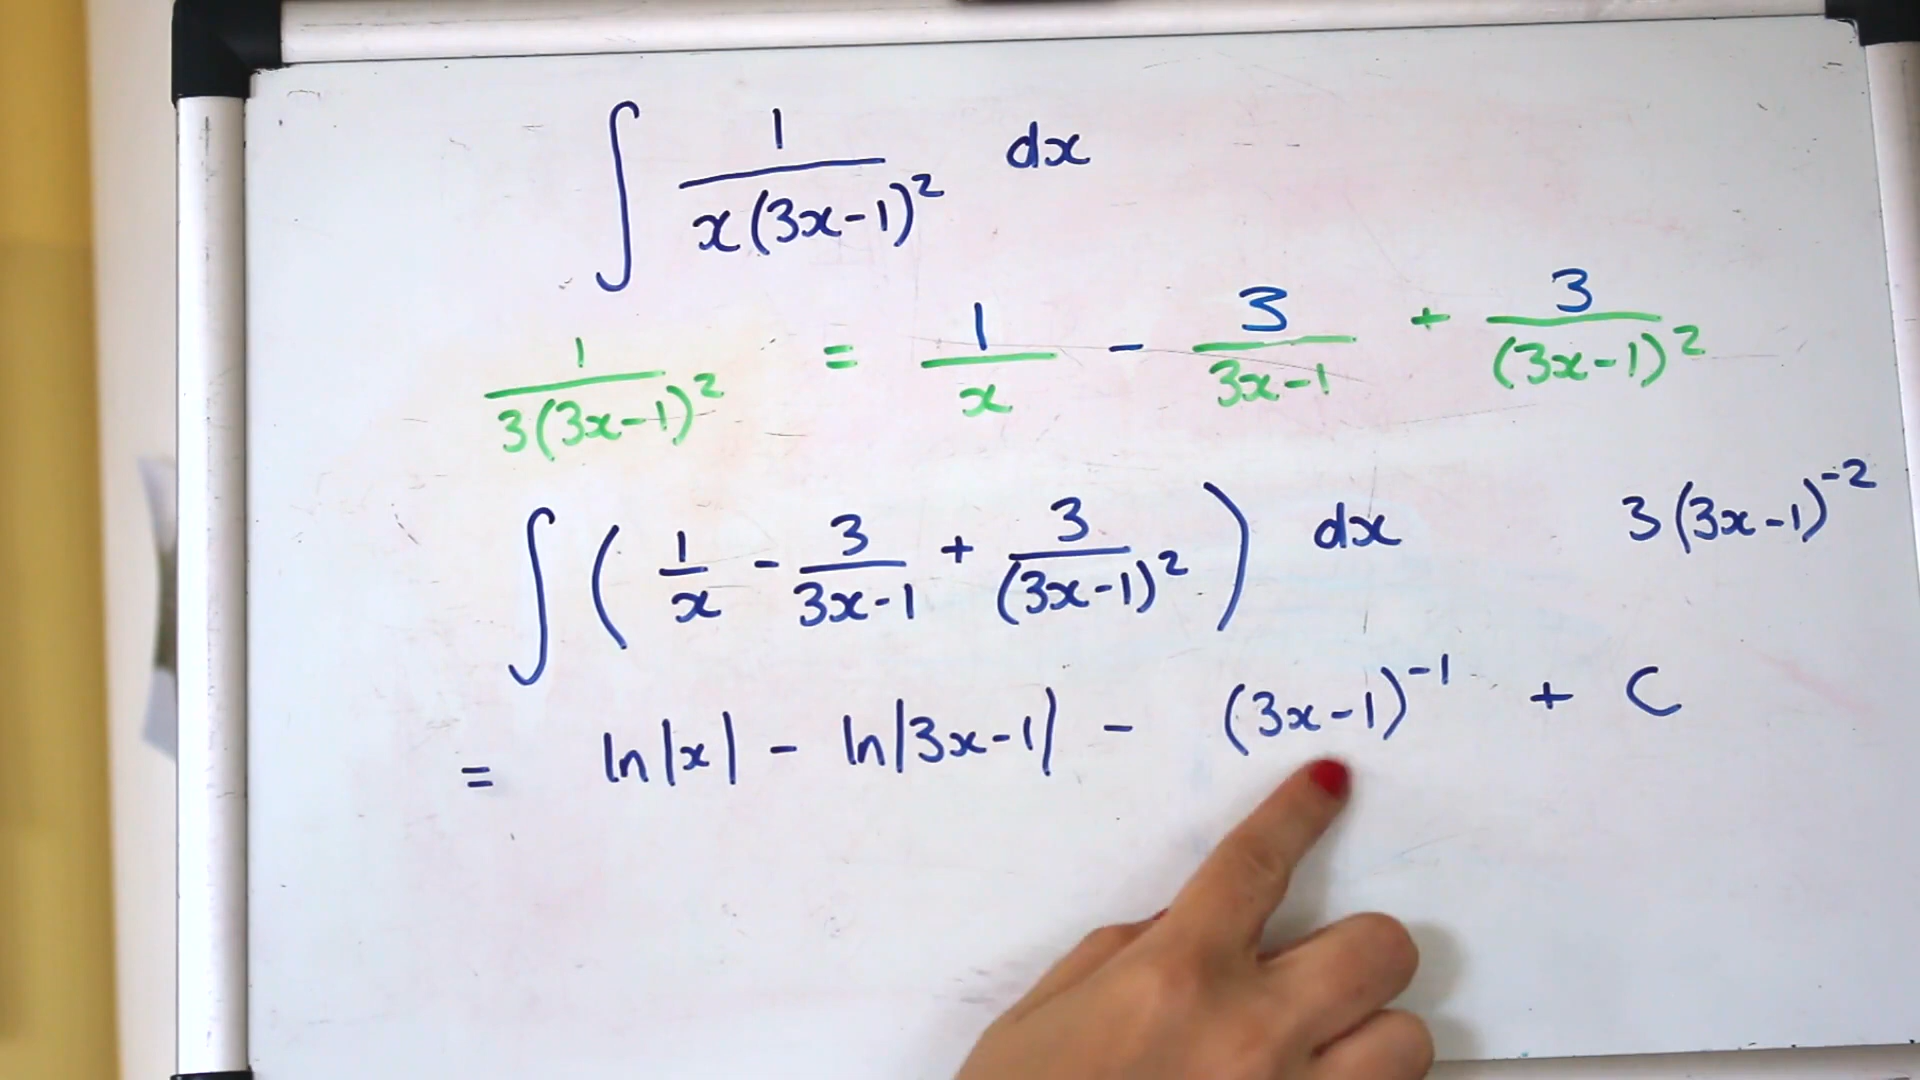 ∫ 1/(x(3x-1)²) dx
1/(3(3x-1)²) = 1/x - 3/(3x-1) + 3/(3x-1)²
∫ ( 1/x - 3/(3x-1) + 3/(3x-1)² ) dx 3(3x-1)⁻²
= ln|x| - ln|3x-1| - (3x-1)⁻¹ + C